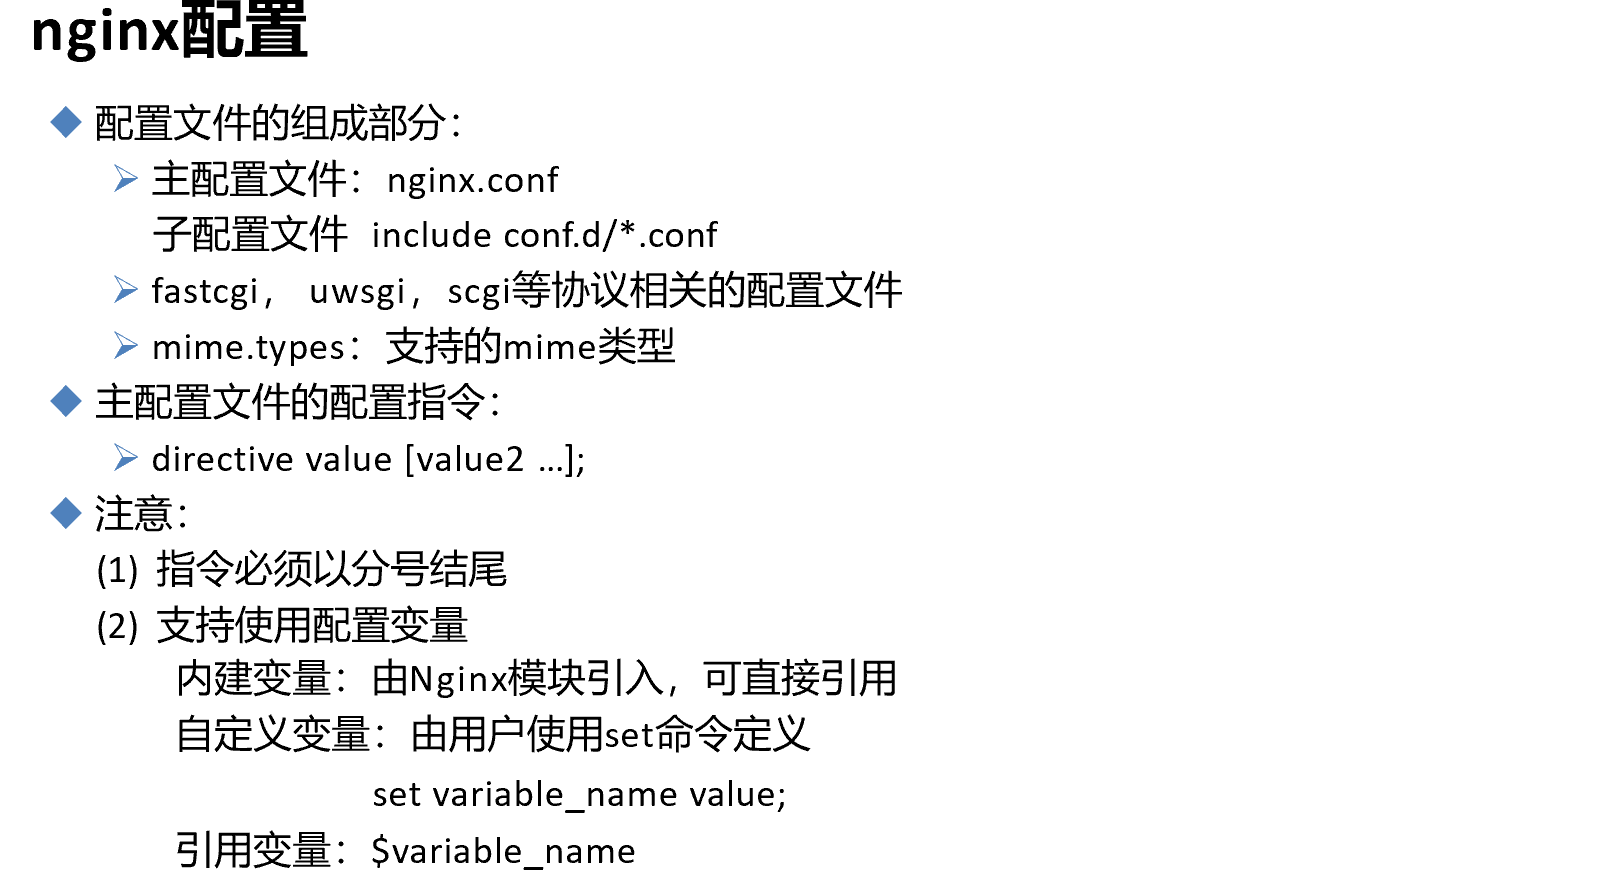 nginx配置
配置文件的组成部分：
主配置文件：nginx.conf
子配置文件 include conf.d/*.conf
fastcgi， uwsgi，scgi等协议相关的配置文件
mime.types：支持的mime类型
主配置文件的配置指令：
directive value [value2 ...];
注意：
(1) 指令必须以分号结尾
(2) 支持使用配置变量
内建变量：由Nginx模块引入，可直接引用
自定义变量：由用户使用set命令定义
set variable_name value;
引用变量：$variable_name